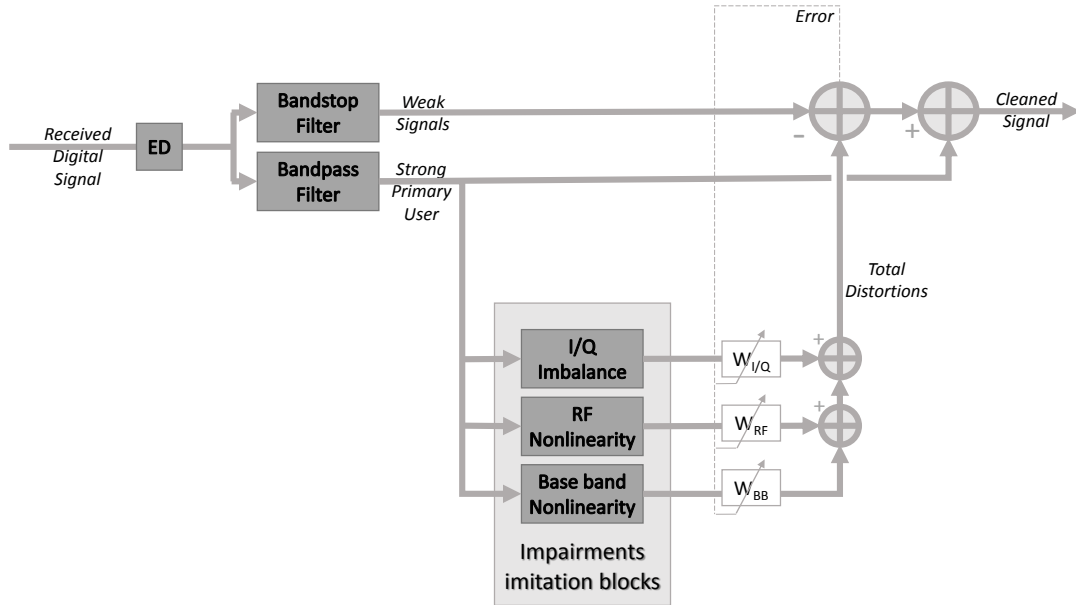 Error
Bandstop
Filter
Weak
Signals
Cleaned
Signal
Received
Digital
Signal
ED
-
+
Bandpass
Filter
Strong
Primary
User
Total
Distortions
I/Q
Imbalance
W I/Q
+
RF
Nonlinearity
W RF
+
Base band
Nonlinearity
W BB
Impairments
imitation blocks